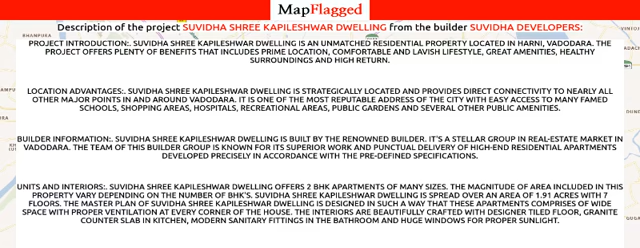 MapFlagged
Description of the project SUVIDHA SHREE KAPILESHWAR DWELLING from the builder SUVIDHA DEVELOPERS:
PROJECT INTRODUCTION:. SUVIDHA SHREE KAPILESHWAR DWELLING IS AN UNMATCHED RESIDENTIAL PROPERTY LOCATED IN HARNI, VADODARA. THE
PROJECT OFFERS PLENTY OF BENEFITS THAT INCLUDES PRIME LOCATION, COMFORTABLE AND LAVISH LIFESTYLE, GREAT AMENITIES, HEALTHY
SURROUNDINGS AND HIGH RETURN.
LOCATION ADVANTAGES:. SUVIDHA SHREE KAPILESHWAR DWELLING IS STRATEGICALLY LOCATED AND PROVIDES DIRECT CONNECTIVITY TO NEARLY ALL
OTHER MAJOR POINTS IN AND AROUND VADODARA. IT IS ONE OF THE MOST REPUTABLE ADDRESS OF THE CITY WITH EASY ACCESS TO MANY FAMED
SCHOOLS, SHOPPING AREAS, HOSPITALS, RECREATIONAL AREAS, PUBLIC GARDENS AND SEVERAL OTHER PUBLIC AMENITIES.
BUILDER INFORMATION:. SUVIDHA SHREE KAPILESHWAR DWELLING IS BUILT BY THE RENOWNED BUILDER. IT'S A STELLAR GROUP IN REAL-ESTATE MARKET IN
VADODARA. THE TEAM OF THIS BUILDER GROUP IS KNOWN FOR ITS SUPERIOR WORK AND PUNCTUAL DELIVERY OF HIGH-END RESIDENTIAL APARTMENTS
DEVELOPED PRECISELY IN ACCORDANCE WITH THE PRE-DEFINED SPECIFICATIONS.
UNITS AND INTERIORS:. SUVIDHA SHREE KAPILESHWAR DWELLING OFFERS 2 BHK APARTMENTS OF MANY SIZES. THE MAGNITUDE OF AREA INCLUDED IN THIS
PROPERTY VARY DEPENDING ON THE NUMBER OF BHK'S. SUVIDHA SHREE KAPILESHWAR DWELLING IS SPREAD OVER AN AREA OF 1.91 ACRES WITH 7
FLOORS. THE MASTER PLAN OF SUVIDHA SHREE KAPILESHWAR DWELLING IS DESIGNED IN SUCH A WAY THAT THESE APARTMENTS COMPRISES OF WIDE
SPACE WITH PROPER VENTILATION AT EVERY CORNER OF THE HOUSE. THE INTERIORS ARE BEAUTIFULLY CRAFTED WITH DESIGNER TILED FLOOR, GRANITE
COUNTER SLAB IN KITCHEN, MODERN SANITARY FITTINGS IN THE BATHROOM AND HUGE WINDOWS FOR PROPER SUNLIGHT.